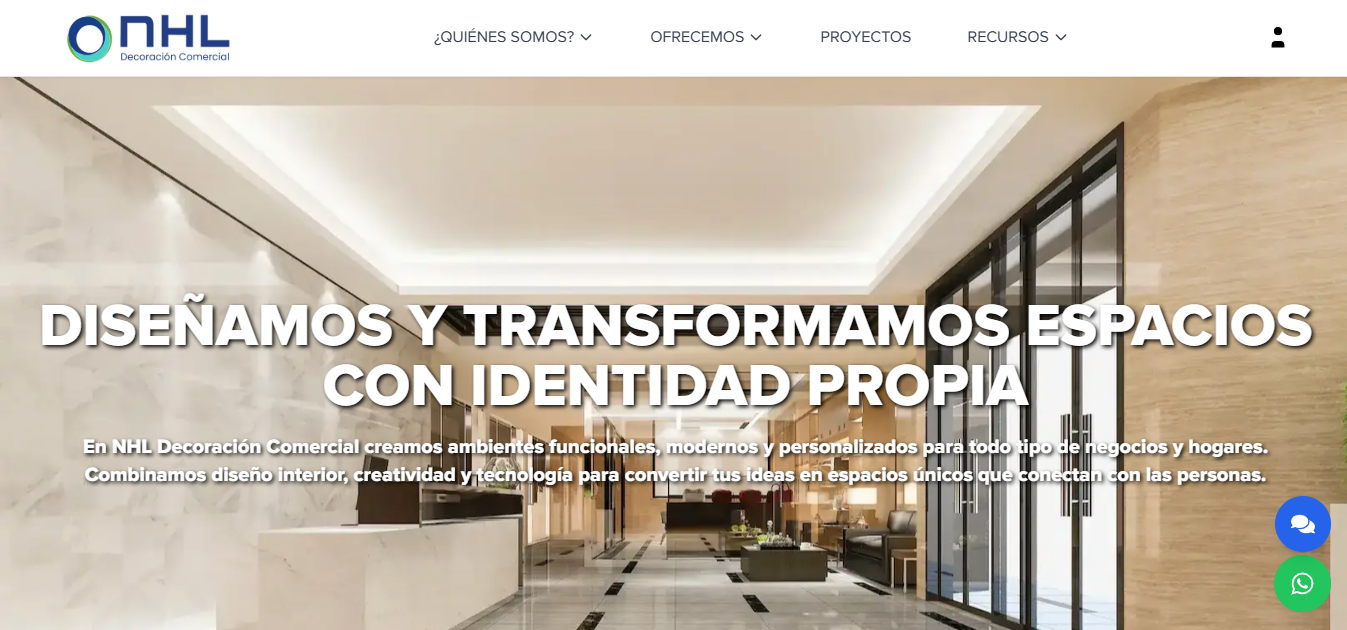 NHL
Decoración Comercial
¿QUIÉNES SOMOS?
OFRECEMOS
PROYECTOS
RECURSOS
DISEÑAMOS Y TRANSFORMAMOS ESPACIOS
CON IDENTIDAD PROPIA
En NHL Decoración Comercial creamos ambientes funcionales, modernos y personalizados para todo tipo de negocios y hogares.
Combinamos diseño interior, creatividad y tecnología para convertir tus ideas en espacios únicos que conectan con las personas.